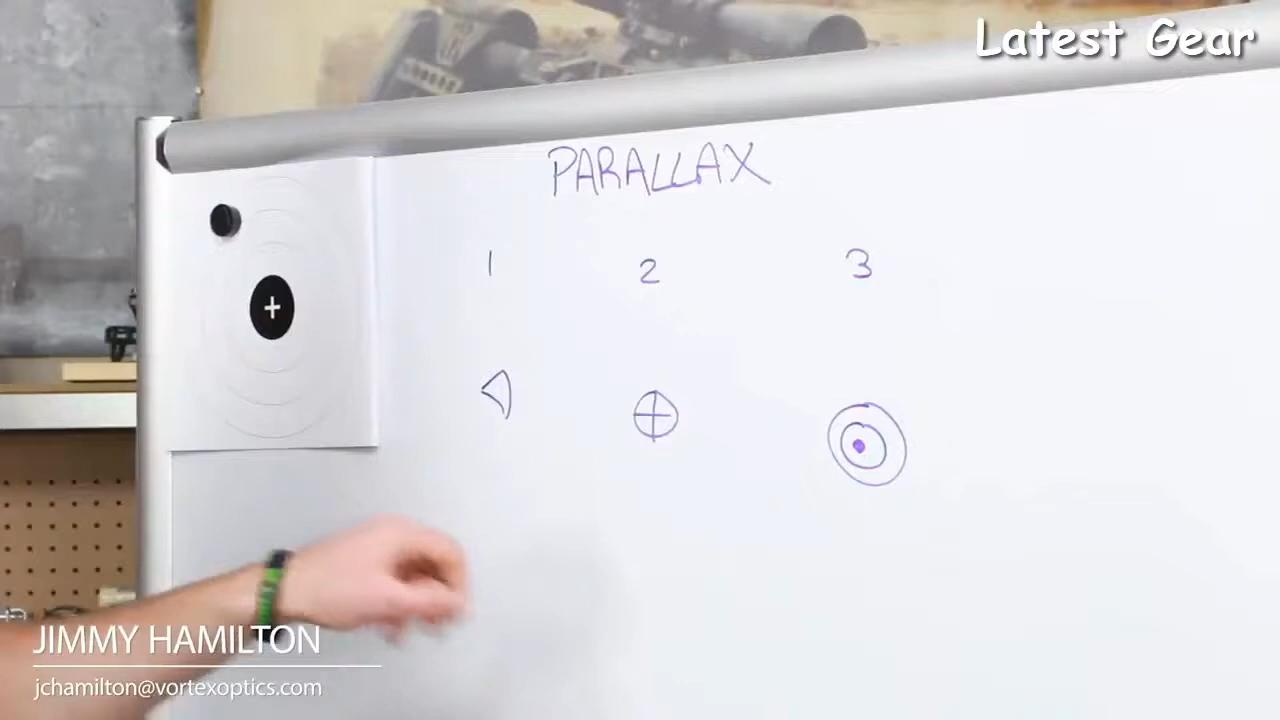 Latest Gear
PARALLAX
1 2 3
JIMMY HAMILTON
jchamilton@vortexoptics.com